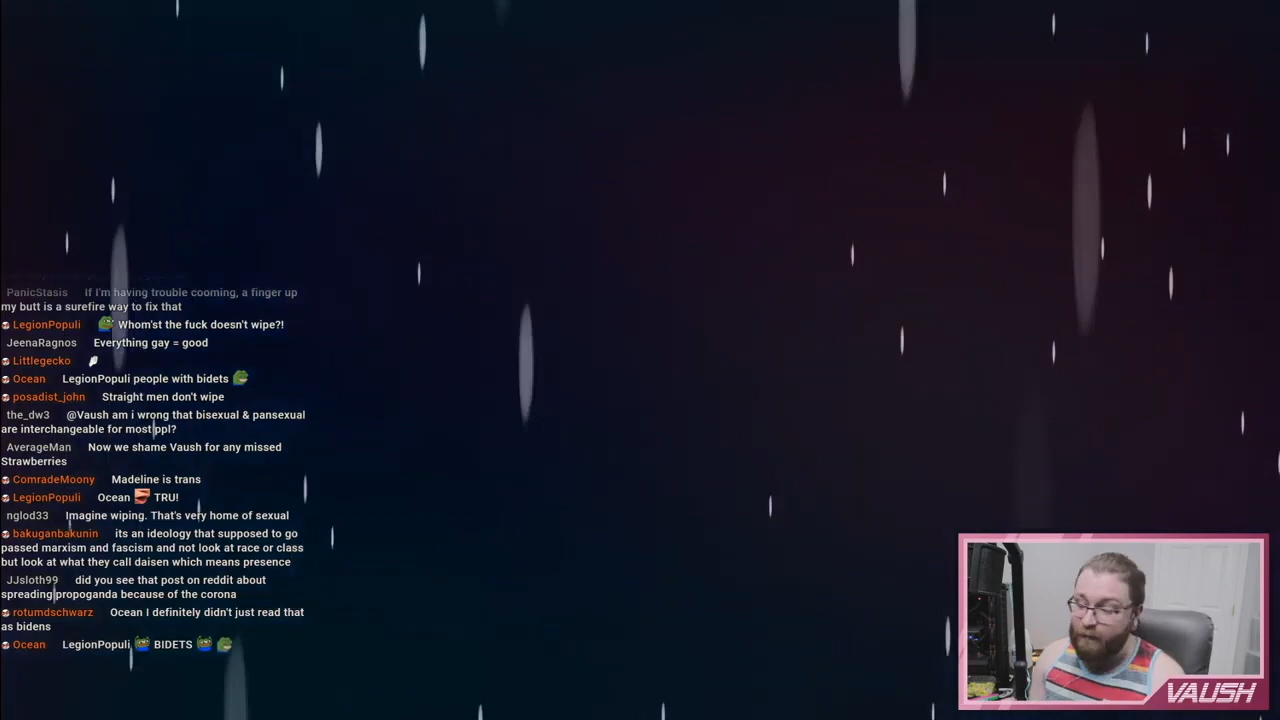 PanicStasis If I'm having trouble cooming, a finger up
my butt is a surefire way to fix that
LegionPopuli Whom'st the fuck doesn't wipe?!
JeenaRagnos Everything gay = good
Littlegecko
Ocean LegionPopuli people with bidets
posadist_john Straight men don't wipe
the_dw3 @Vaush am i wrong that bisexual & pansexual
are interchangeable for most ppl?
AverageMan Now we shame Vaush for any missed
Strawberries
ComradeMoony Madeline is trans
LegionPopuli Ocean TRU!
nglod33 Imagine wiping. That's very home of sexual
bakuganbakunin its an ideology that supposed to go
passed marxism and fascism and not look at race or class
but look at what they call daisen which means presence
JJsloth99 did you see that post on reddit about
spreading propoganda because of the corona
rotumdschwarz Ocean I definitely didn't just read that
as bidens
Ocean LegionPopuli BIDETS
VAUSH